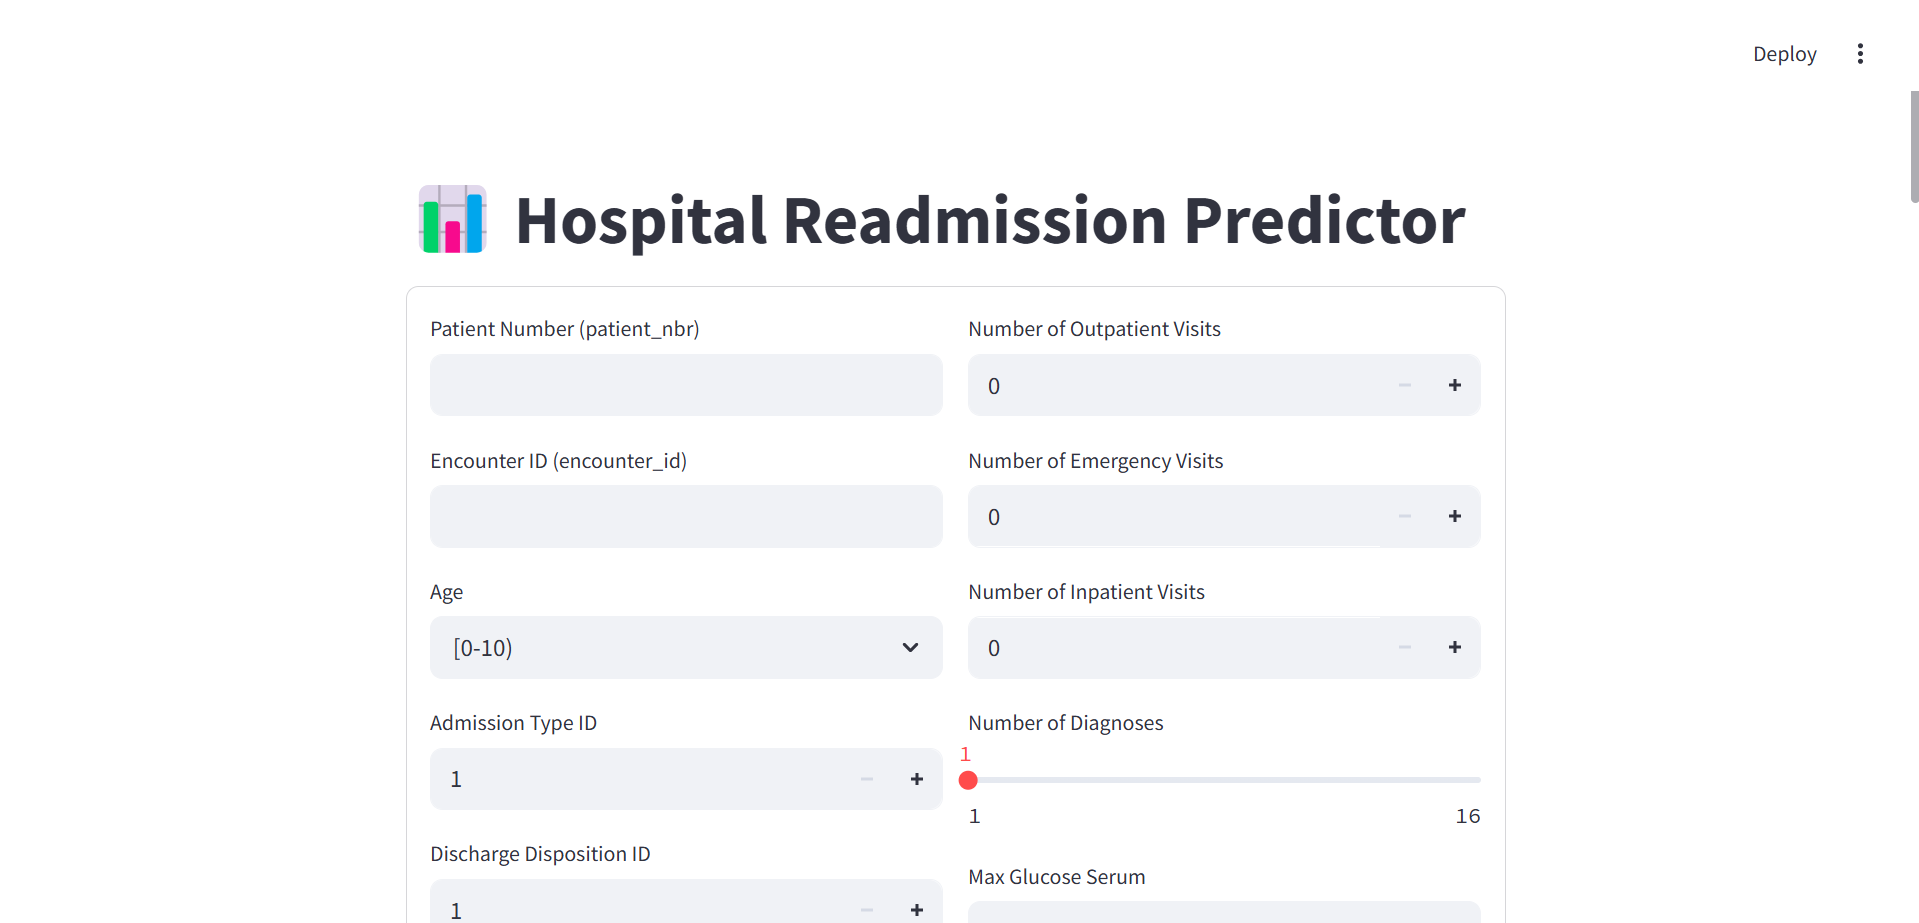 Deploy
Hospital Readmission Predictor
Patient Number (patient_nbr)
Encounter ID (encounter_id)
Age
[0-10)
Admission Type ID
1
Discharge Disposition ID
1
Number of Outpatient Visits
0
Number of Emergency Visits
0
Number of Inpatient Visits
0
Number of Diagnoses
1
1 16
Max Glucose Serum